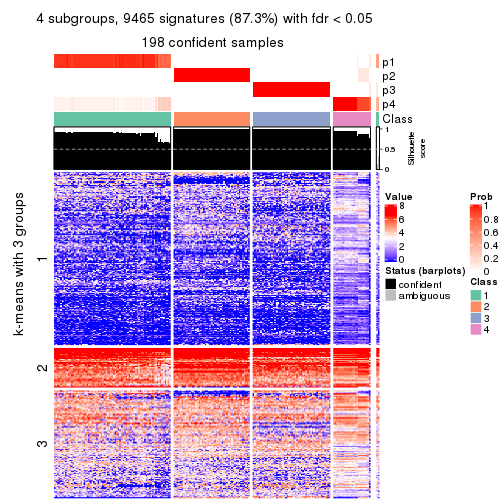 4 subgroups, 9465 signatures (87.3%) with fdr < 0.05
198 confident samples
p1
p2
p3
p4
Class
1
0.5
0
Silhouette
score
k-means with 3 groups
1
2
3
Value
8
6
4
2
0
Status (barplots)
confident
ambiguous
Prob
1
0.8
0.6
0.4
0.2
0
Class
1
2
3
4